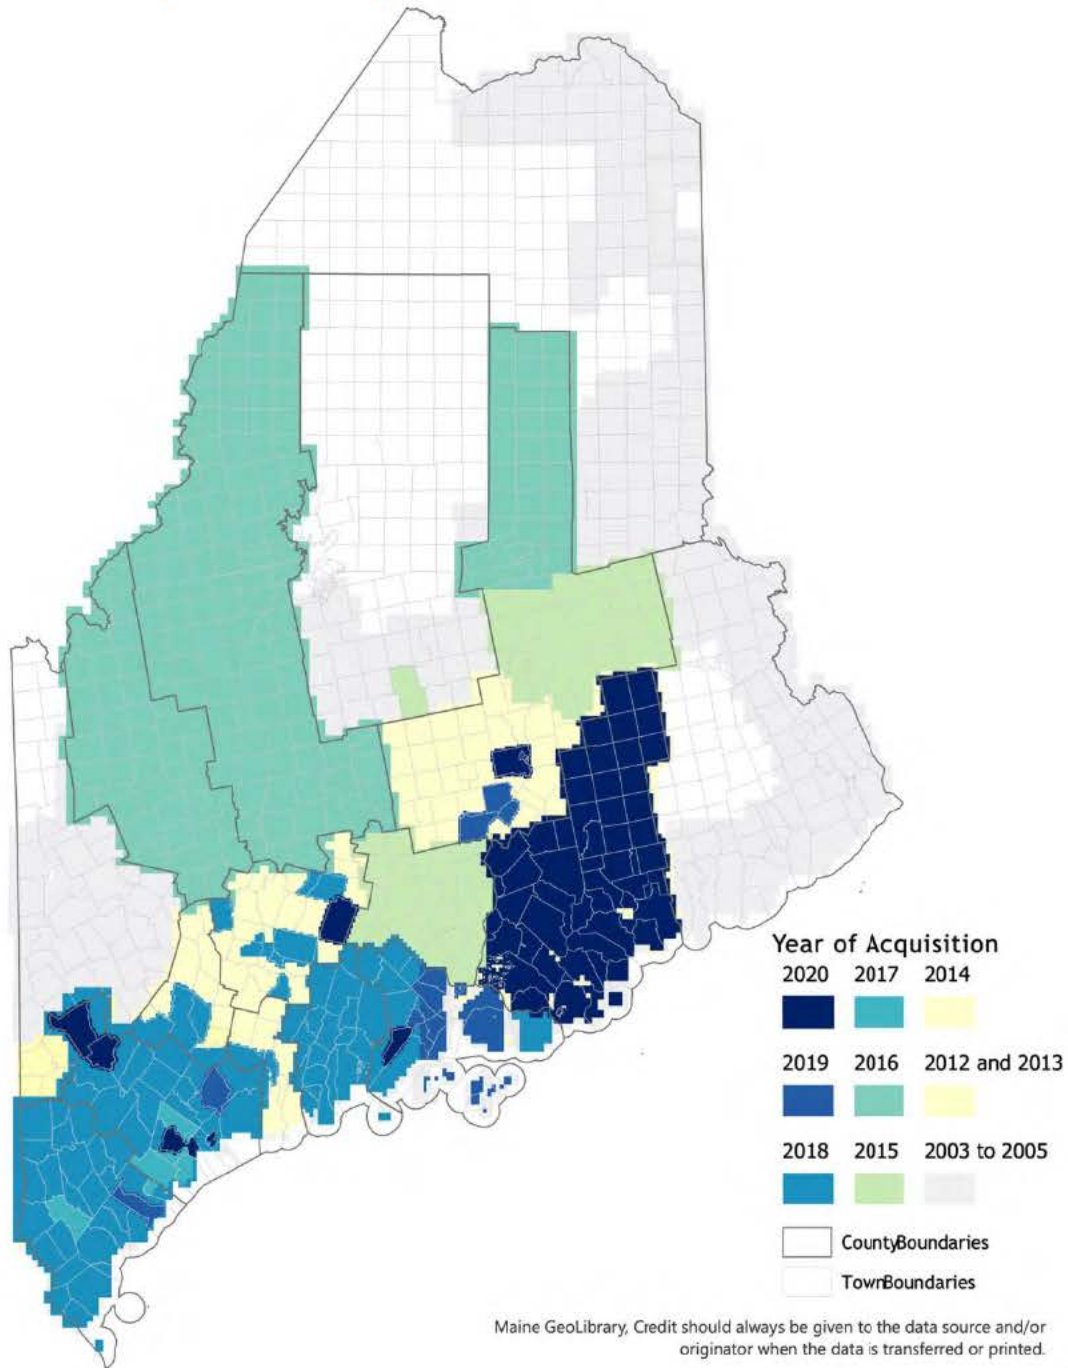 Year of Acquisition
2020 2017 2014
2019 2016 2012 and 2013
2018 2015 2003 to 2005
CountyBoundaries
TownBoundaries
Maine GeoLibrary, Credit should always be given to the data source and/or
originator when the data is transferred or printed.